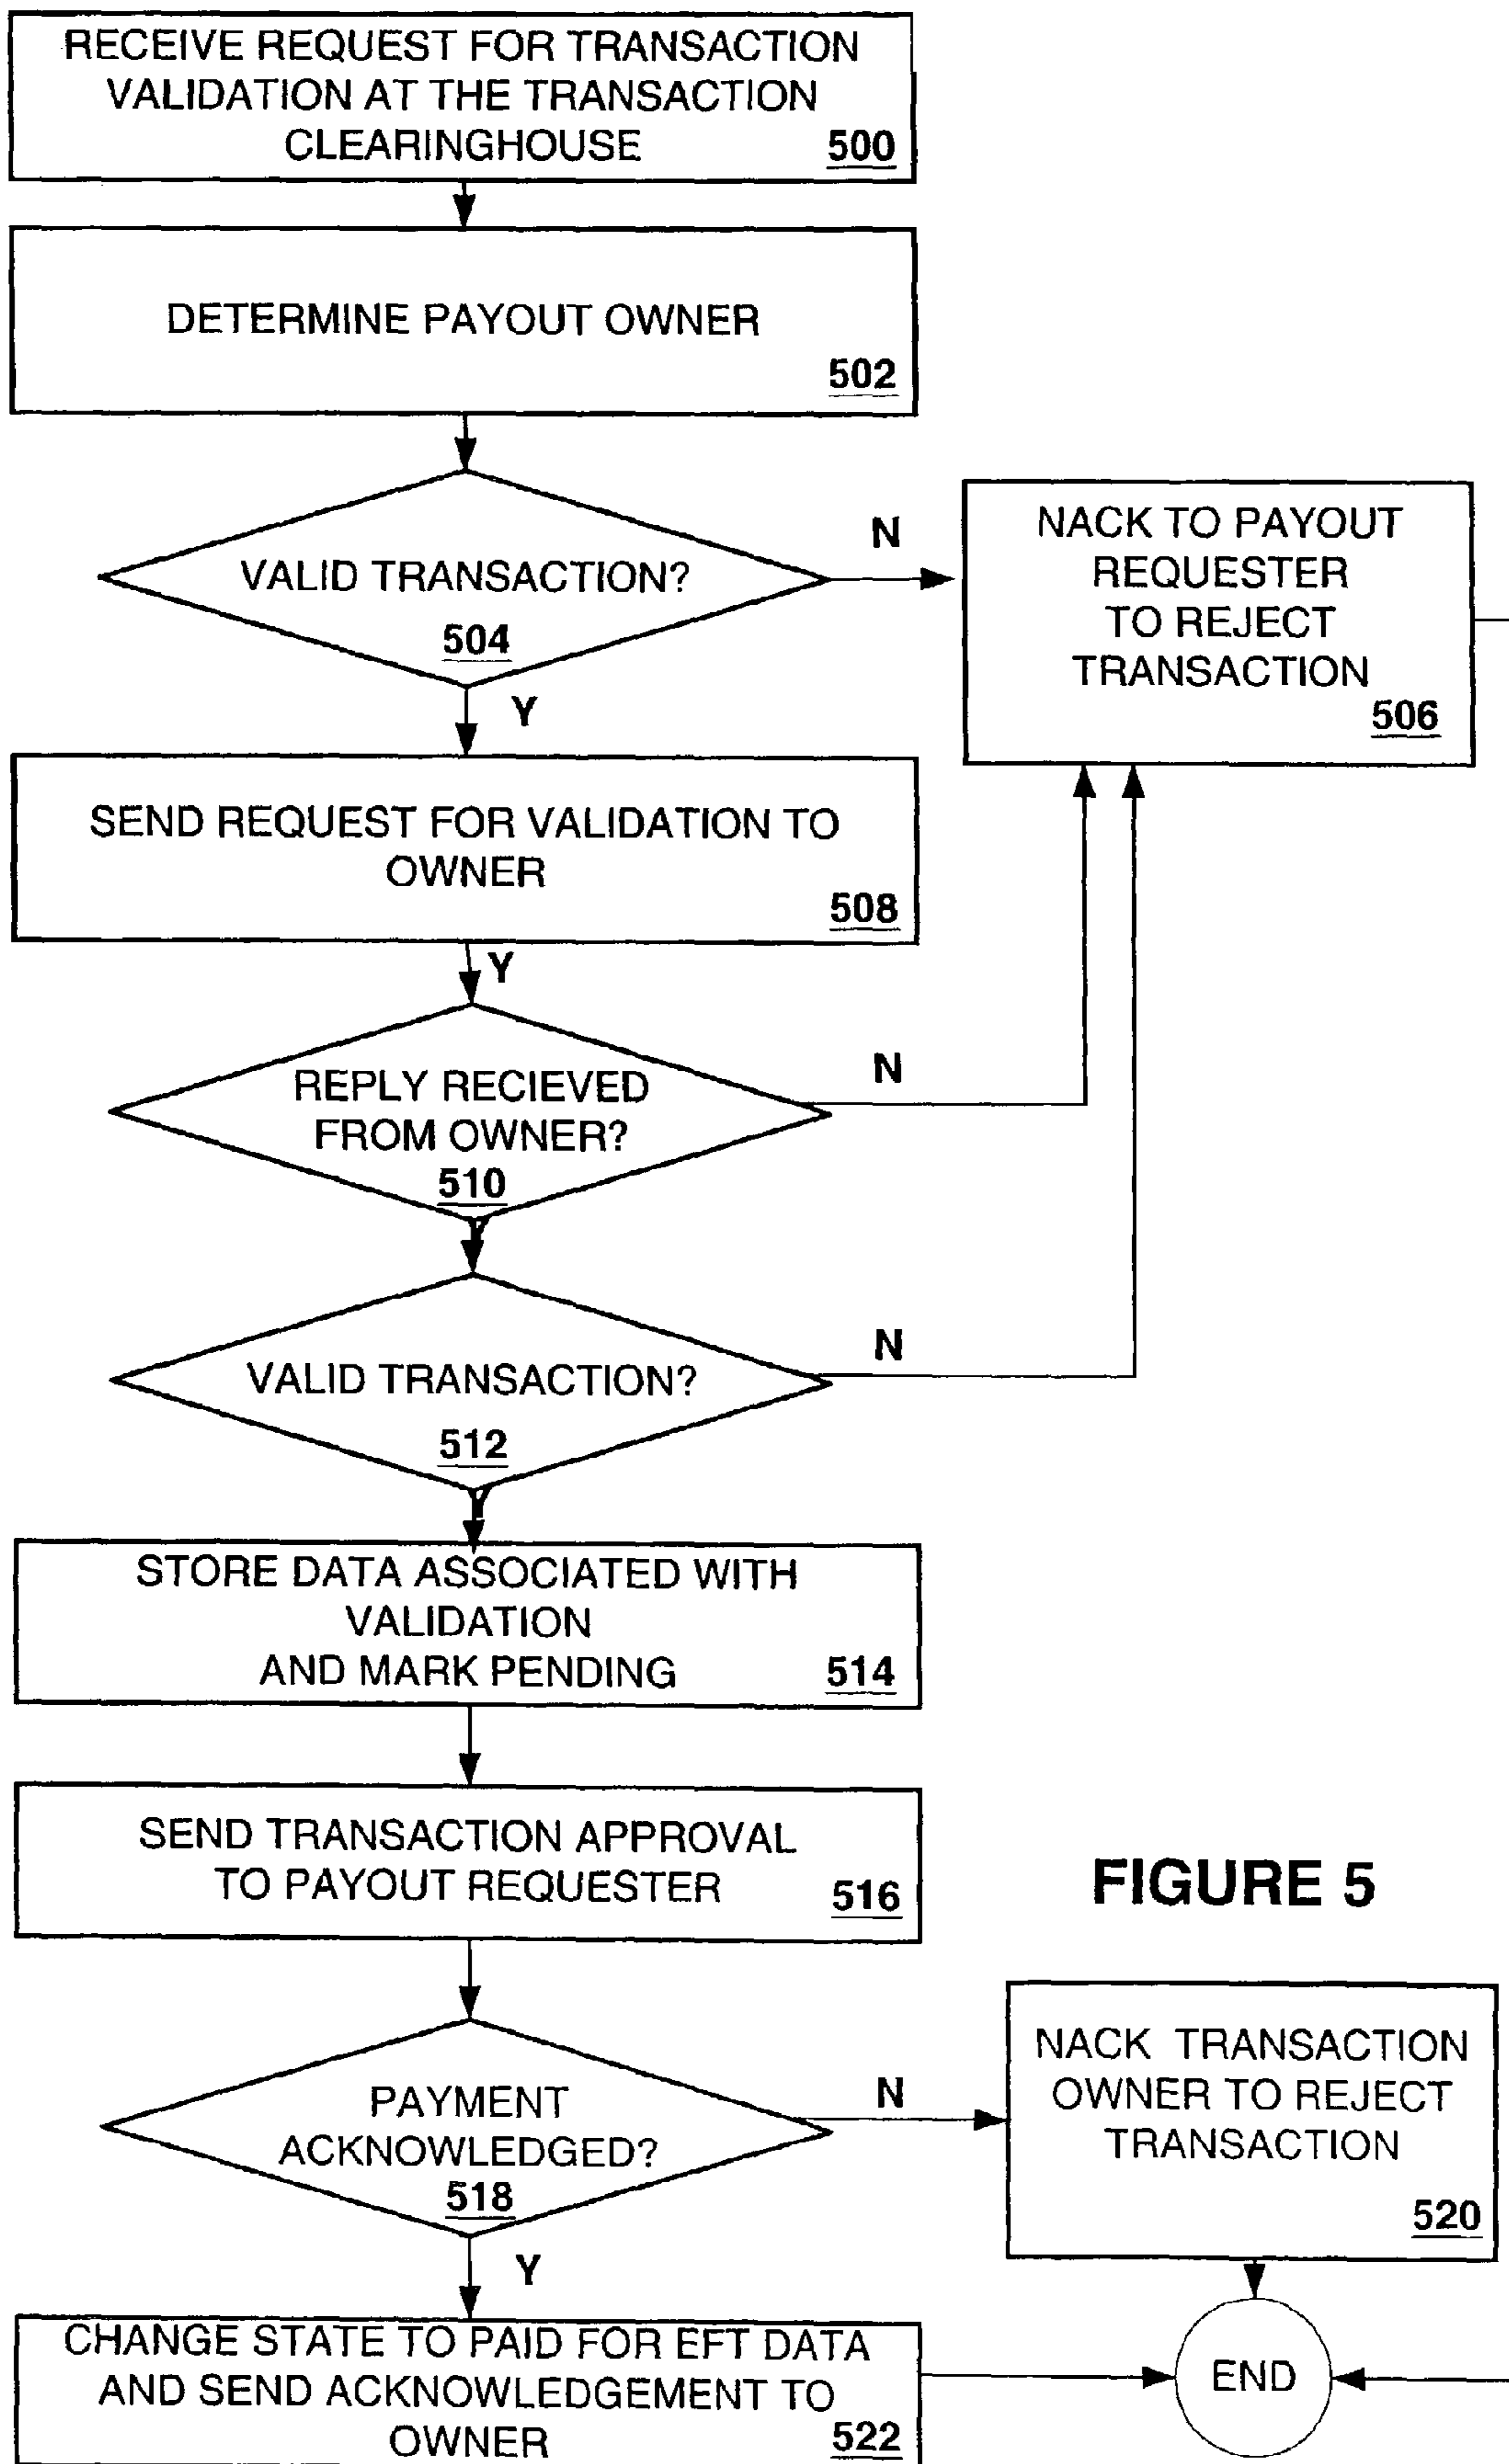 RECEIVE REQUEST FOR TRANSACTION
VALIDATION AT THE TRANSACTION
CLEARINGHOUSE 500
DETERMINE PAYOUT OWNER
502
VALID TRANSACTION?
504
N
Y
NACK TO PAYOUT
REQUESTER
TO REJECT
TRANSACTION
506
SEND REQUEST FOR VALIDATION TO
OWNER
508
Y
REPLY RECIEVED
FROM OWNER?
510
N
Y
VALID TRANSACTION?
512
N
Y
STORE DATA ASSOCIATED WITH
VALIDATION
AND MARK PENDING 514
SEND TRANSACTION APPROVAL
TO PAYOUT REQUESTER 516
FIGURE 5
PAYMENT
ACKNOWLEDGED?
518
N
Y
NACK TRANSACTION
OWNER TO REJECT
TRANSACTION
520
CHANGE STATE TO PAID FOR EFT DATA
AND SEND ACKNOWLEDGEMENT TO
OWNER 522
END